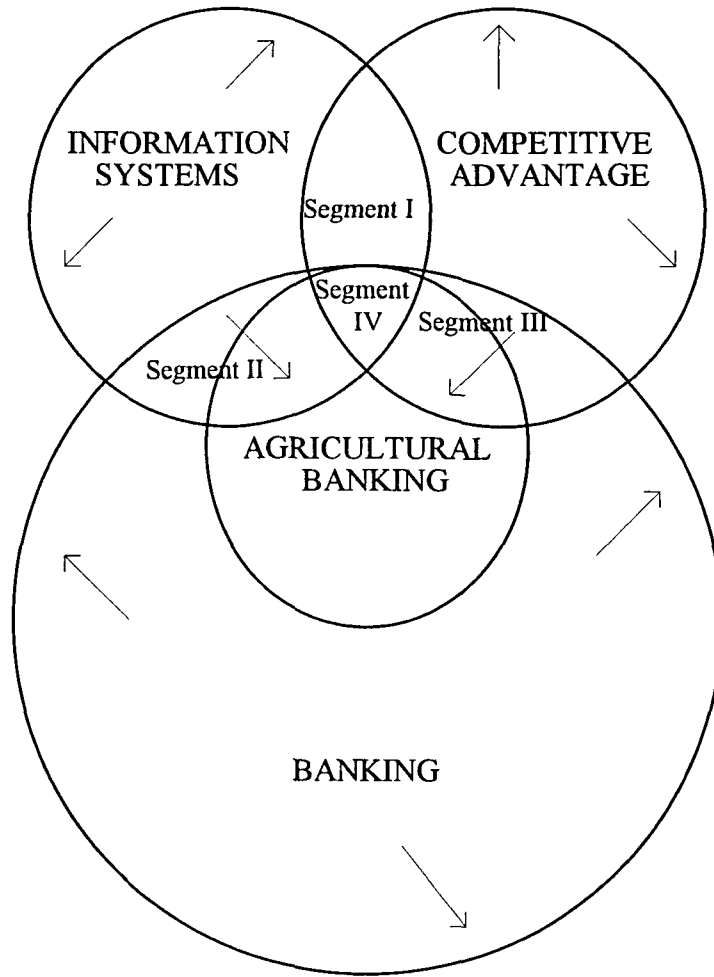 INFORMATION
SYSTEMS
COMPETITIVE
ADVANTAGE
Segment I
Segment
IV
Segment III
Segment II
AGRICULTURAL
BANKING
BANKING